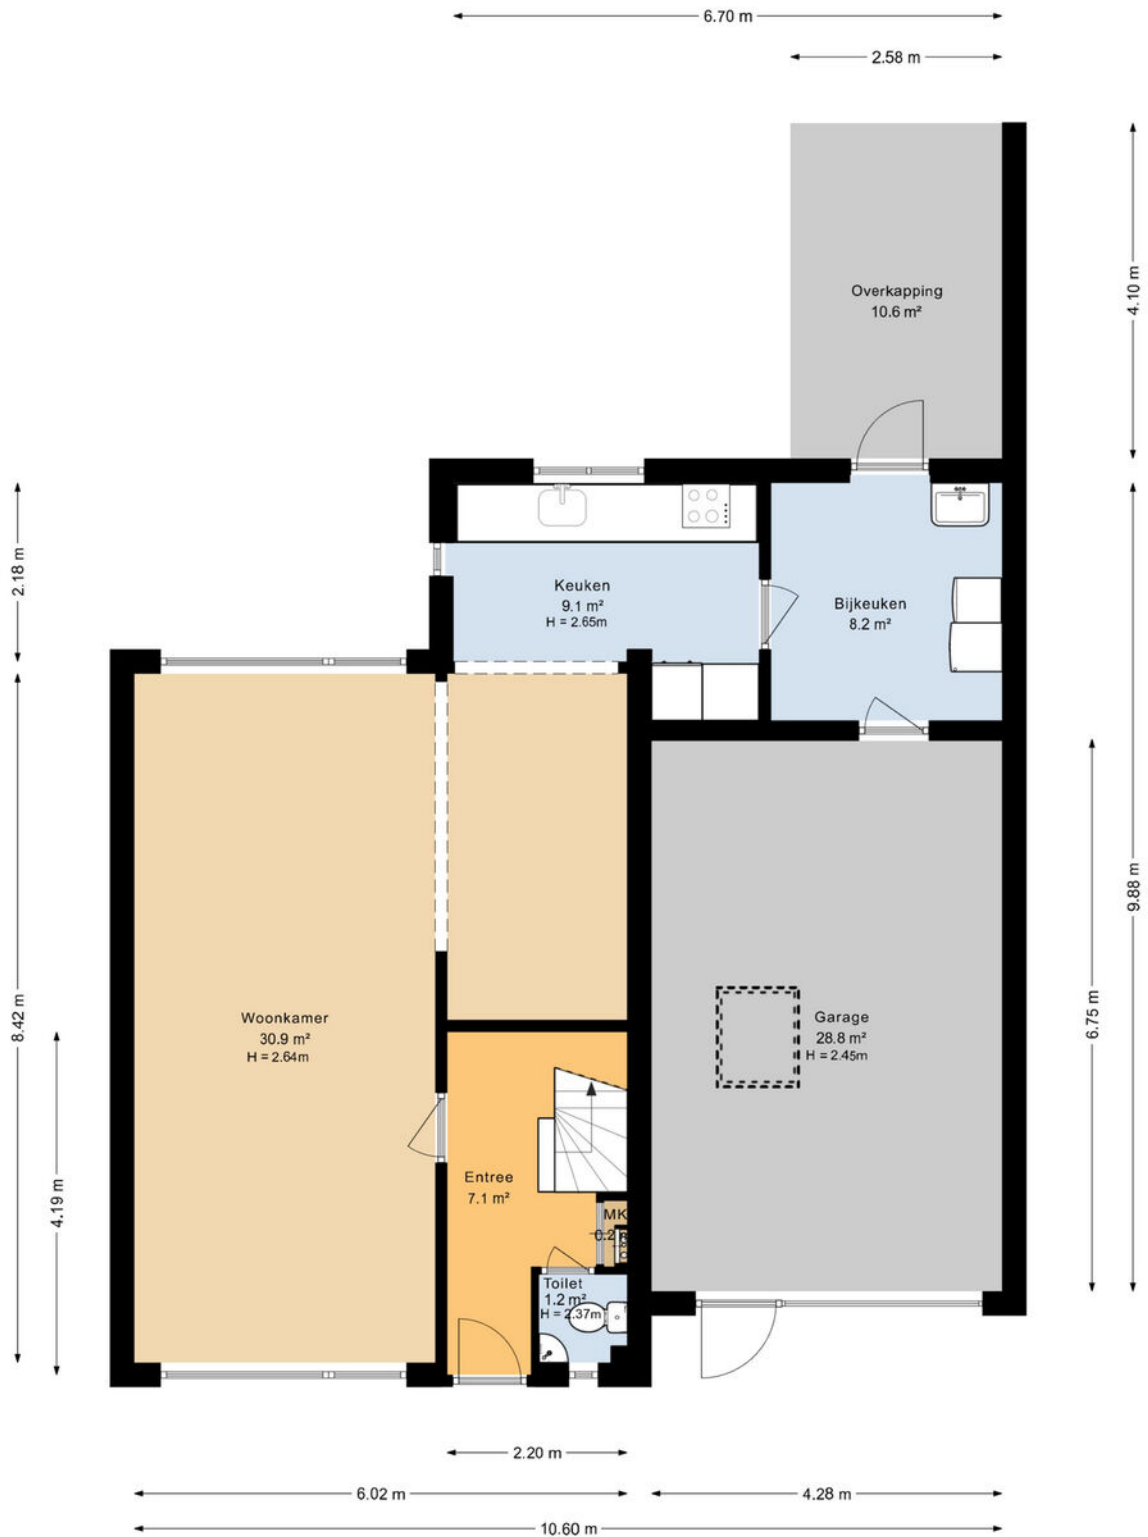 6.70 m
2.58 m
4.10 m
Overkapping
10.6 m²
2.18 m
Keuken
9.1 m²
H = 2.65m
Bijkeuken
8.2 m²
9.88 m
6.75 m
8.42 m
Woonkamer
30.9 m²
H = 2.64m
Garage
28.8 m²
H = 2.45m
4.19 m
Entree
7.1 m²
MK
Toilet
1.2 m²
H = 2.37m
2.20 m
6.02 m
4.28 m
10.60 m